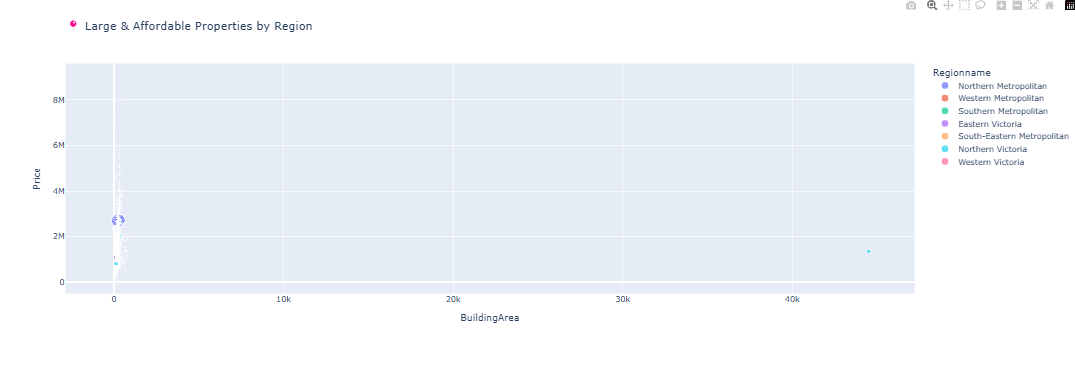 📍 Large & Affordable Properties by Region
Regionname
Northern Metropolitan
Western Metropolitan
Southern Metropolitan
Eastern Victoria
South-Eastern Metropolitan
Northern Victoria
Western Victoria
Price
8M
6M
4M
2M
0
0
10k
20k
30k
40k
BuildingArea